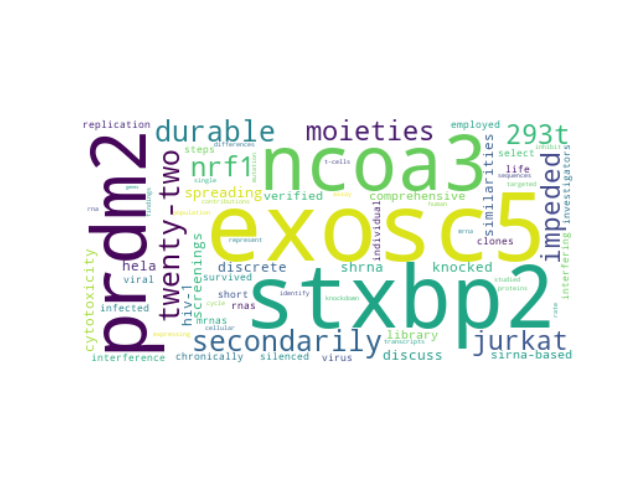 replication
durable
moieties
employed
293t
prdm2
twenty-two
steps
nrf1
ncoa3
differences
t-cells
mutation
similarities
select
inhibit
life
sequences
targeted
impeded
investigators
interfering
spreading
verified
comprehensive
contributions
gene
findings
rna
population
exosc5
assay
human
individual
mrna
clones
represent
cytotoxicity
hela
viral
infected
screenings
hiv-1
discrete
survived
shrna
knocked
stxbp2
studied
proteins
rate
short
rnas
identify
knockdown
cycle
mrnas
cellular
expressing
secondarily
library
transcripts
jurkat
interference
chronically
silenced
virus
discuss
sirna-based
single